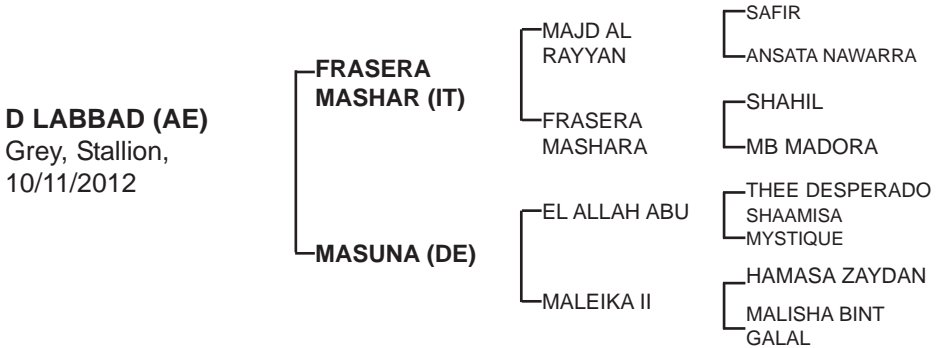 D LABBAD (AE)
Grey, Stallion,
10/11/2012
FRASERA
MASHAR (IT)
MASUNA (DE)
MAJD AL
RAYYAN
FRASERA
MASHARA
EL ALLAH ABU
MALEIKA II
SAFIR
ANSATA NAWARRA
SHAHIL
MB MADORA
THEE DESPERADO
SHAAMISA
MYSTIQUE
HAMASA ZAYDAN
MALISHA BINT
GALAL